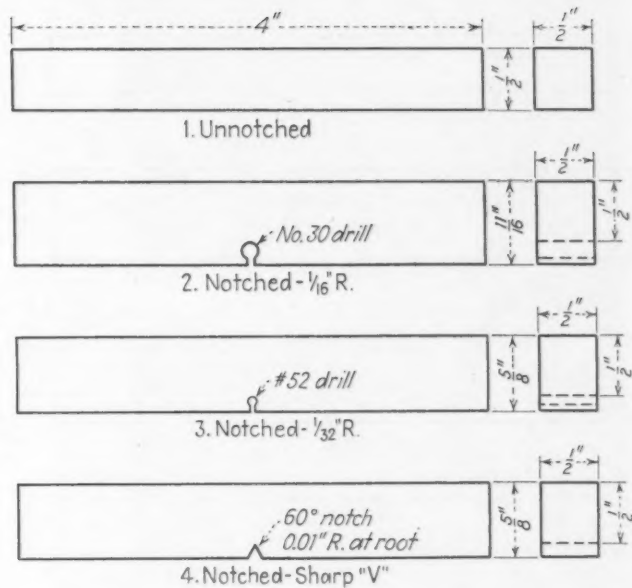 4"
1/2"
1/2"
1. Unnotched
1/2"
No. 30 drill
11/16"
1/2"
2. Notched - 1/16" R.
1/2"
#52 drill
5/8"
1/2"
3. Notched - 1/32" R.
1/2"
60° notch
0.01" R. at root
5/8"
1/2"
4. Notched - Sharp "V"